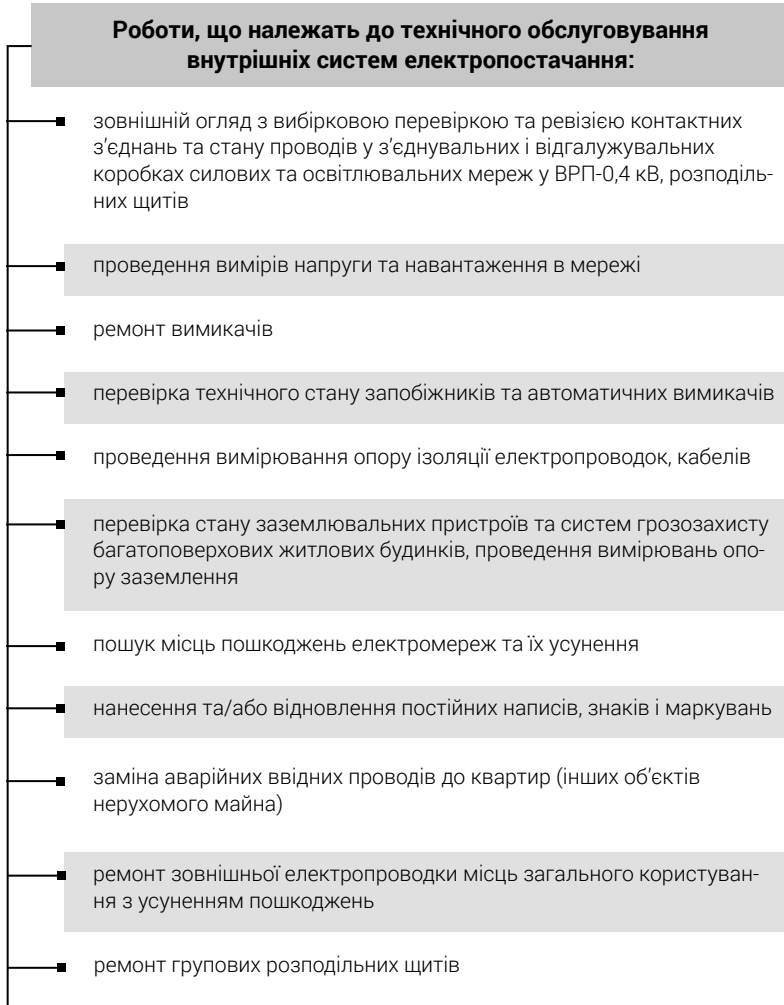 Роботи, що належать до технічного обслуговування
внутрішніх систем електропостачання:
зовнішній огляд з вибірковою перевіркою та ревізією контактних
з’єднань та стану проводів у з’єднувальних і відгалужувальних
коробках силових та освітлювальних мереж у ВРП-0,4 кВ, розподіль-
них щитів
проведення вимірів напруги та навантаження в мережі
ремонт вимикачів
перевірка технічного стану запобіжників та автоматичних вимикачів
проведення вимірювання опору ізоляції електропроводок, кабелів
перевірка стану заземлювальних пристроїв та систем грозозахисту
багатоповерхових житлових будинків, проведення вимірювань опо-
ру заземлення
пошук місць пошкоджень електромереж та їх усунення
нанесення та/або відновлення постійних написів, знаків і маркувань
заміна аварійних ввідних проводів до квартир (інших об’єктів
нерухомого майна)
ремонт зовнішньої електропроводки місць загального користуван-
ня з усуненням пошкоджень
ремонт групових розподільних щитів